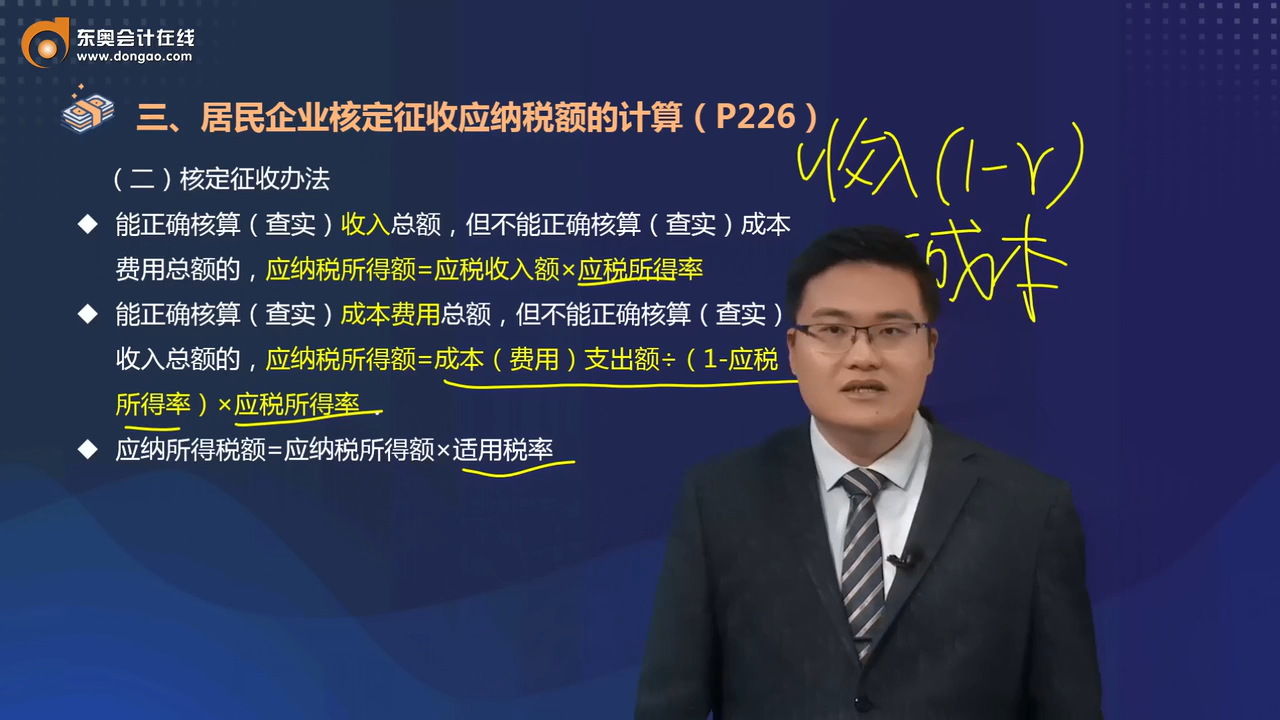 东奥会计在线
www.dongao.com
三、居民企业核定征收应纳税额的计算（P226）
收入(1-r)
（二）核定征收办法
◆ 能正确核算（查实）收入总额，但不能正确核算（查实）成本
=成本
费用总额的，应纳税所得额=应税收入额×应税所得率
◆ 能正确核算（查实）成本费用总额，但不能正确核算（查实）
收入总额的，应纳税所得额=成本（费用）支出额÷（1-应税
所得率）×应税所得率
◆ 应纳所得税额=应纳税所得额×适用税率